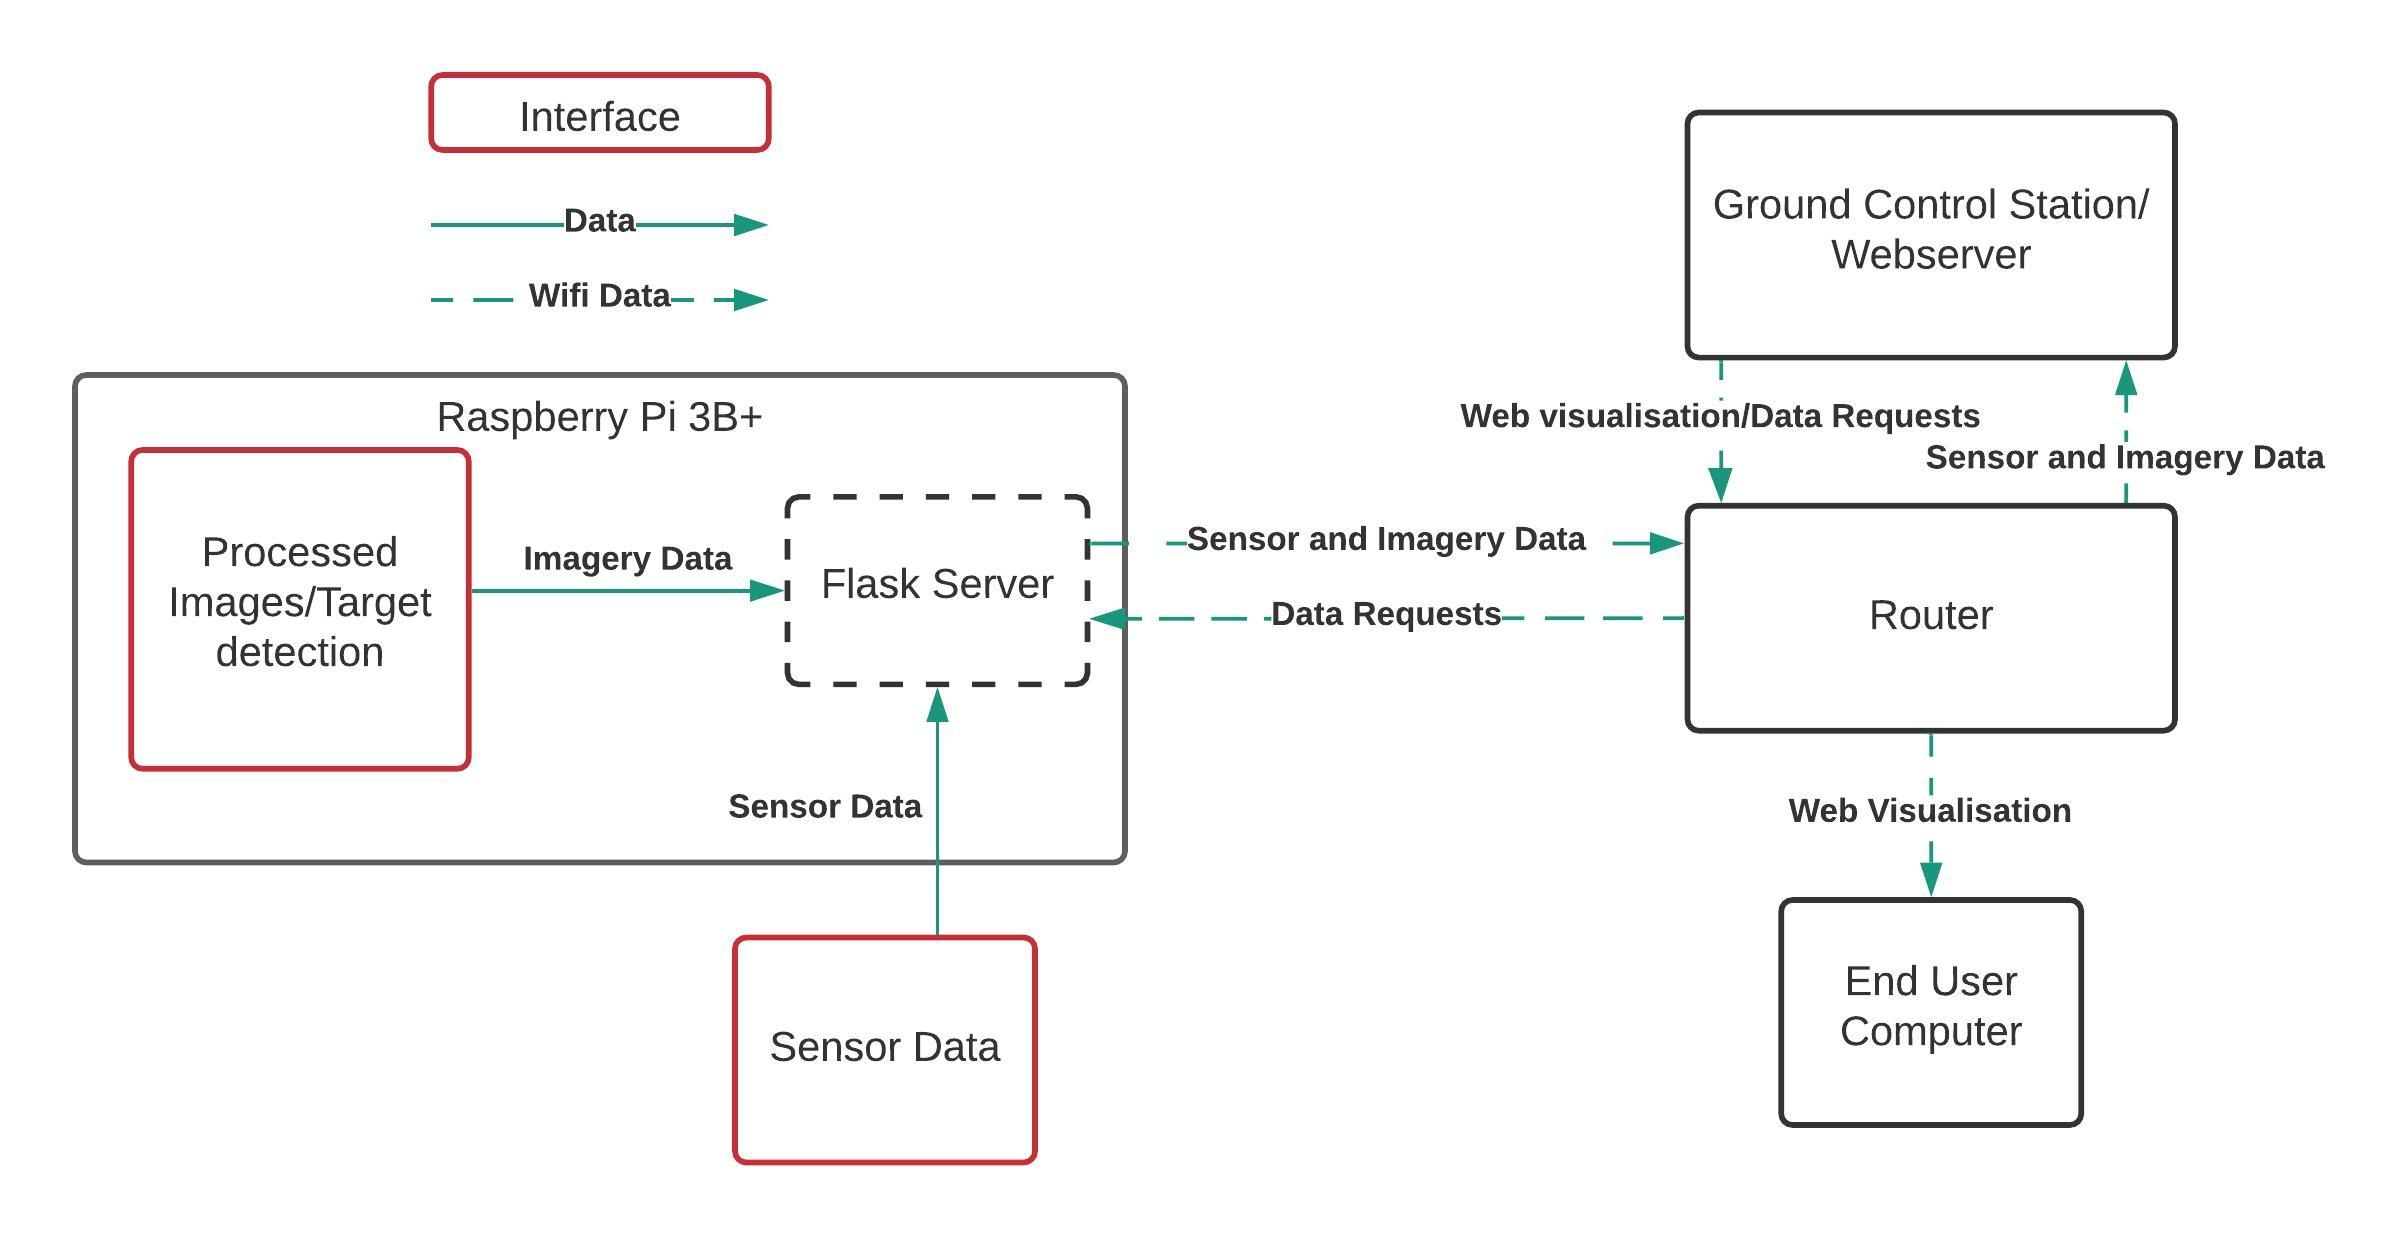 Interface
Data
Wifi Data
Ground Control Station/
Webserver
Web visualisation/Data Requests
Sensor and Imagery Data
Raspberry Pi 3B+
Processed
Images/Target
detection
Imagery Data
Flask Server
Sensor and Imagery Data
Data Requests
Router
Sensor Data
Web Visualisation
End User
Computer
Sensor Data